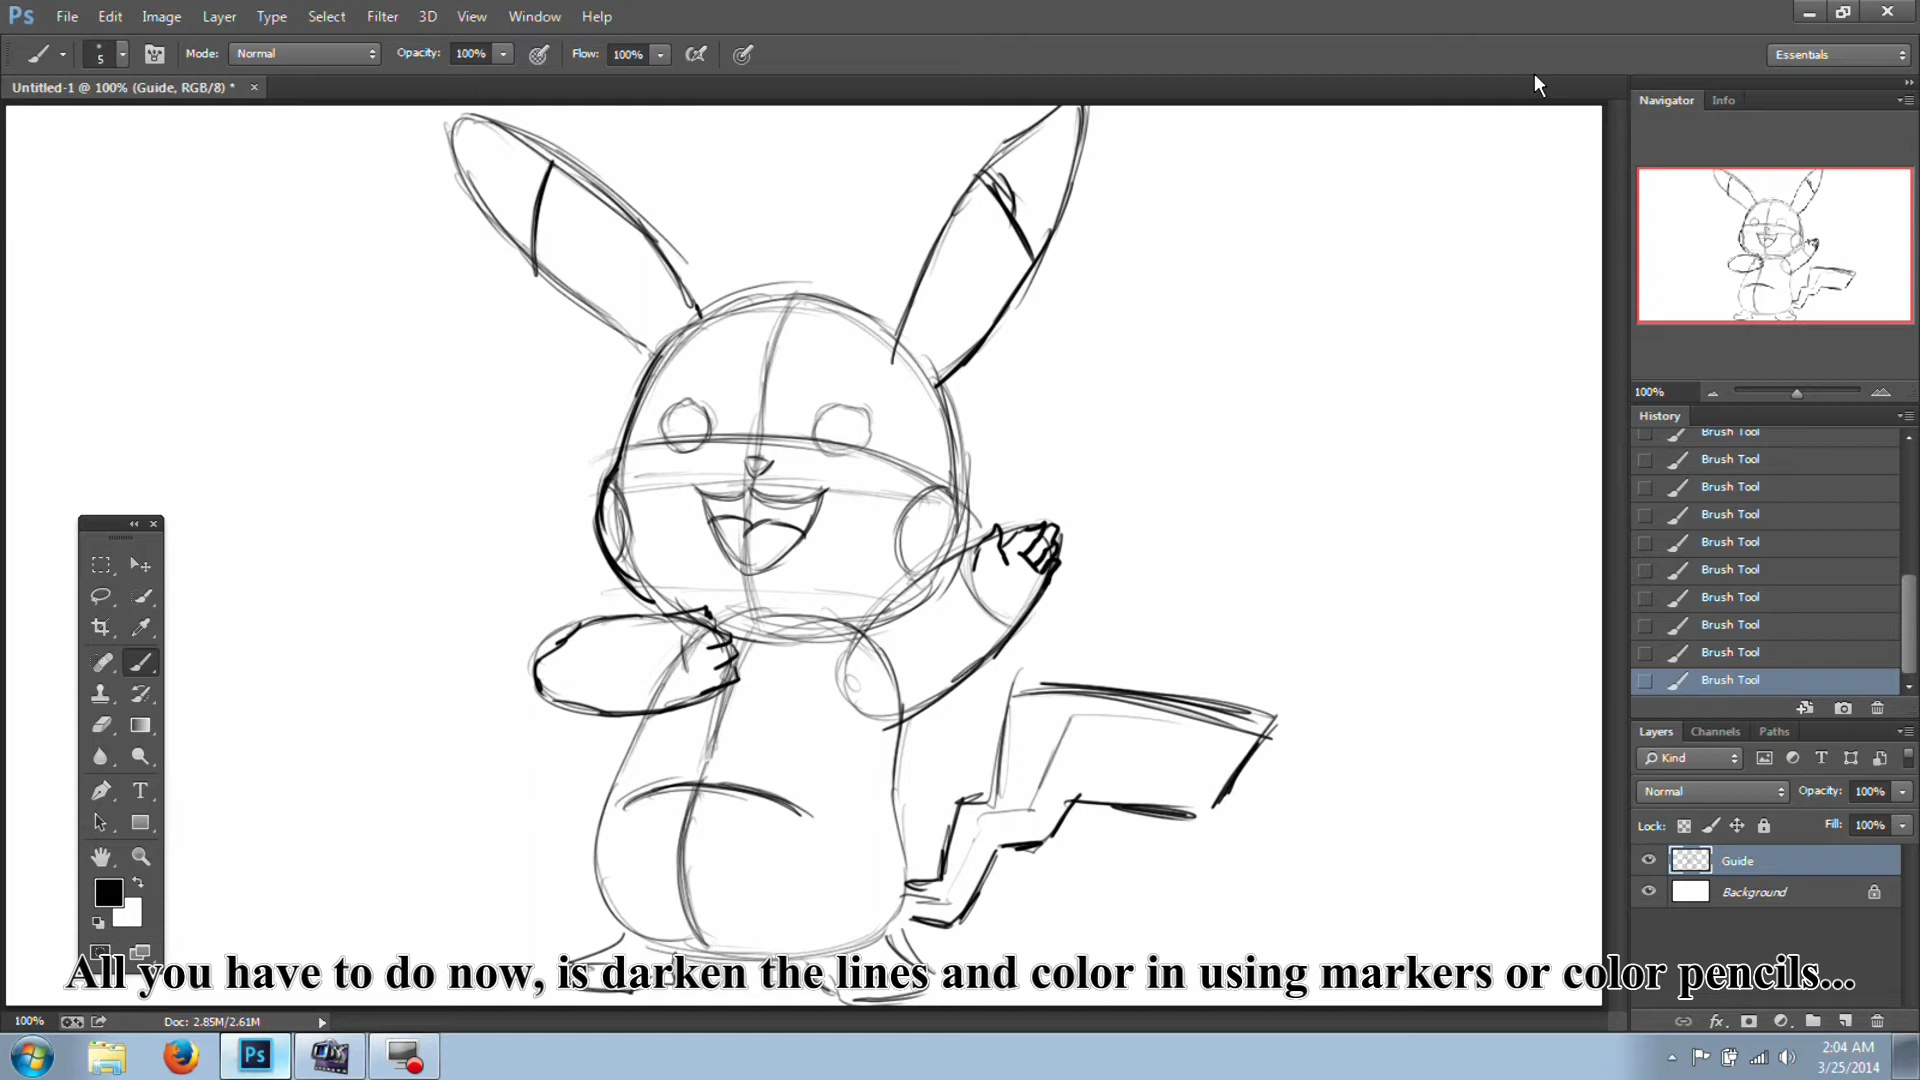 Ps File Edit Image Layer Type Select Filter 3D View Window Help
5 Mode: Normal Opacity: 100% Flow: 100% Essentials
Untitled-1 @ 100% (Guide, RGB/8) *
Navigator Info
100%
History
Brush Tool
Brush Tool
Brush Tool
Brush Tool
Brush Tool
Brush Tool
Brush Tool
Brush Tool
Brush Tool
Brush Tool
Layers Channels Paths
Kind
Normal Opacity: 100%
Lock: Fill: 100%
Guide
Background
All you have to do now, is darken the lines and color in using markers or color pencils...
100% Doc: 2.85M/2.61M
Ps
2:04 AM
3/25/2014